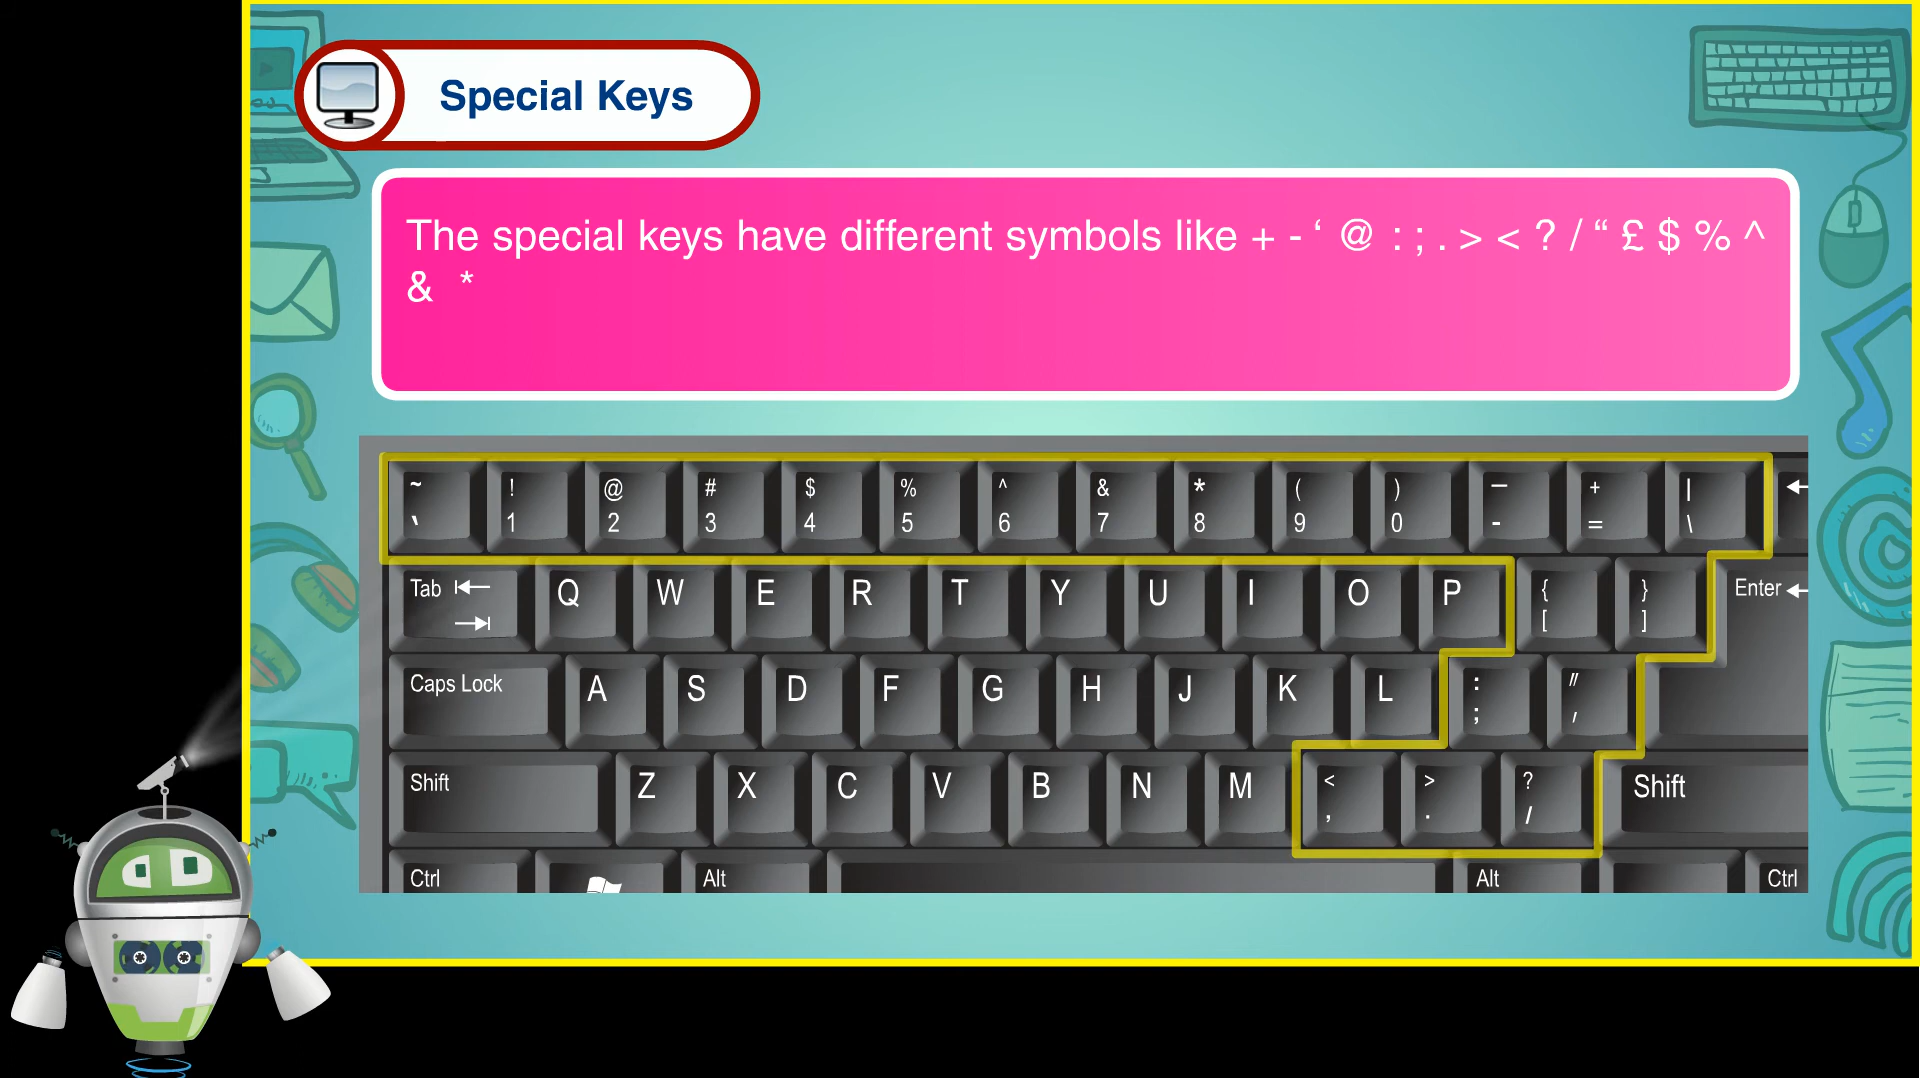 Special Keys
The special keys have different symbols like + - ‘ @ : ; . > < ? / “ £ $ % ^
& *
~ ! @ # $ % ^ & * ( ) — + |
` 1 2 3 4 5 6 7 8 9 0 - = \
Tab Q W E R T Y U I O P { } Enter
[ ]
Caps Lock A S D F G H J K L : "
; '
Shift Z X C V B N M < > ? Shift
, . /
Ctrl Alt Alt Ctrl